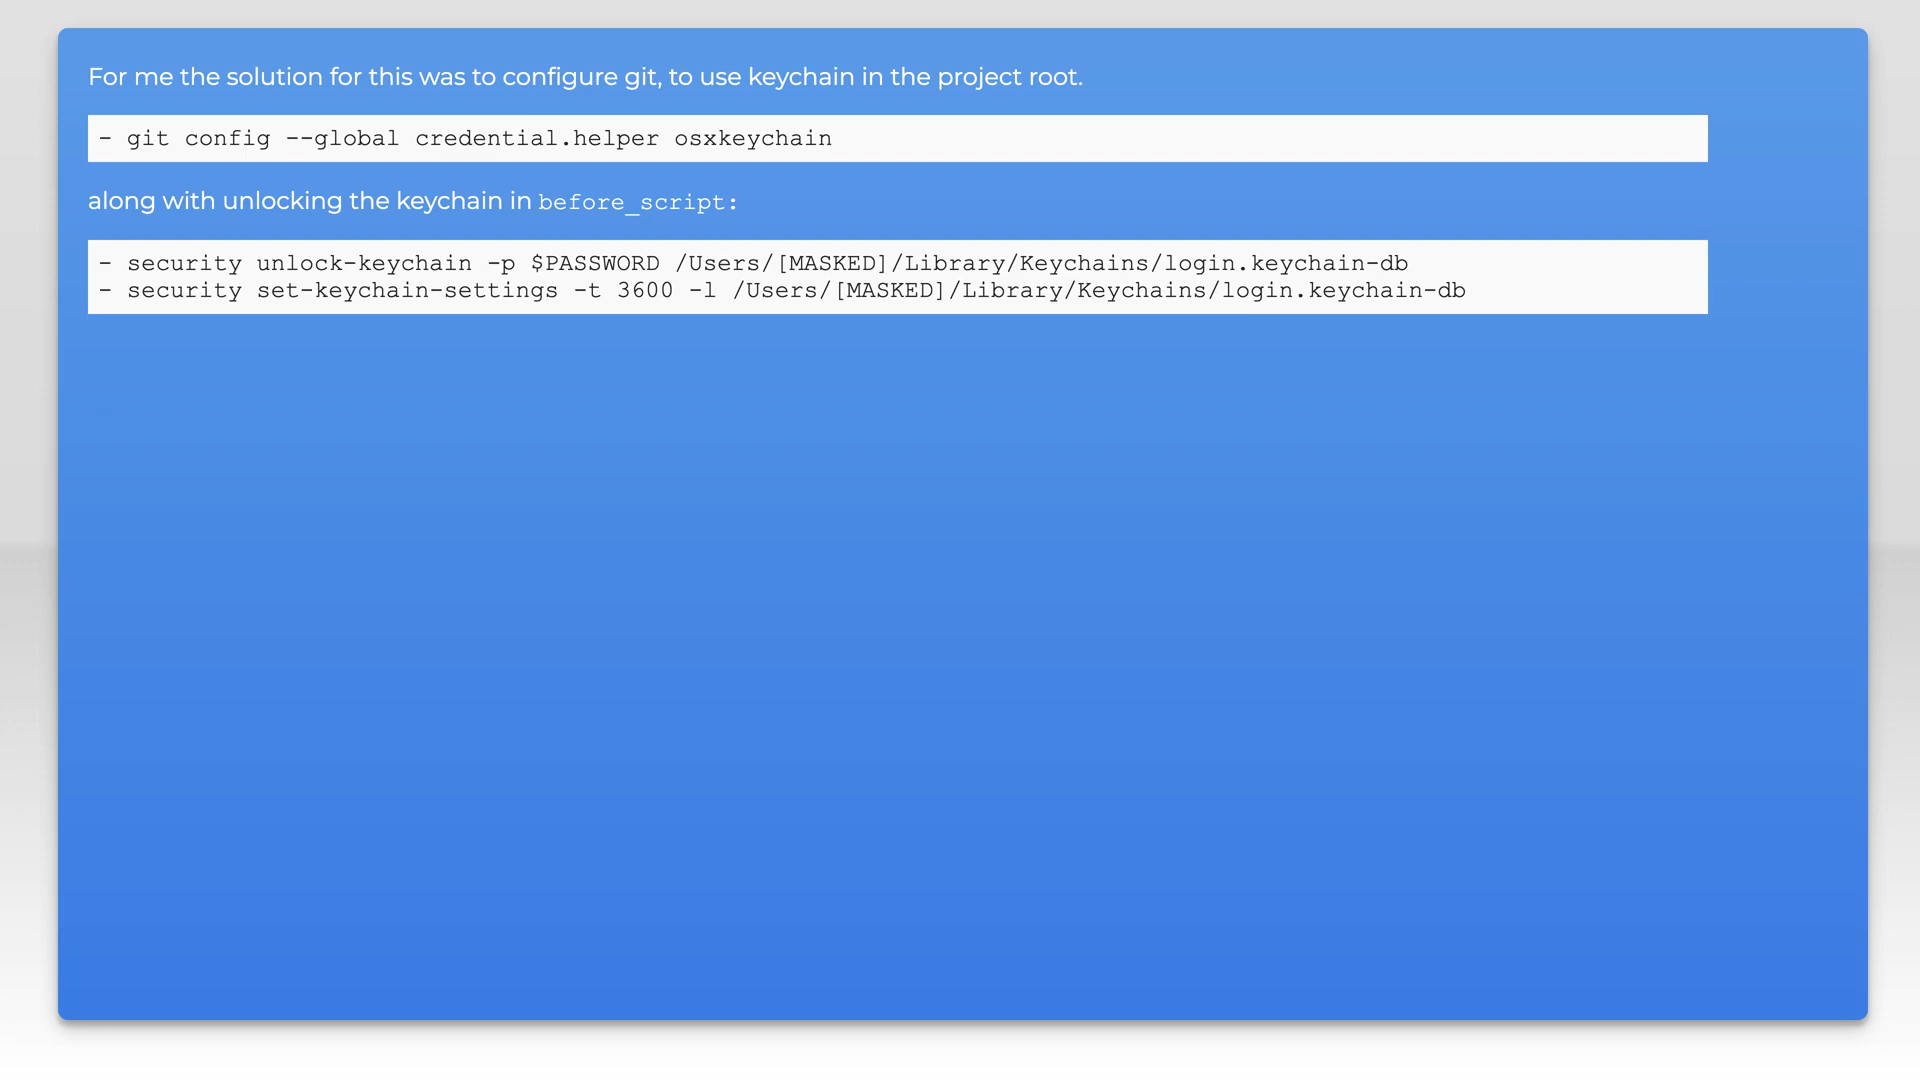 For me the solution for this was to configure git, to use keychain in the project root.
- git config --global credential.helper osxkeychain
along with unlocking the keychain in before_script:
- security unlock-keychain -p $PASSWORD /Users/[MASKED]/Library/Keychains/login.keychain-db
- security set-keychain-settings -t 3600 -l /Users/[MASKED]/Library/Keychains/login.keychain-db